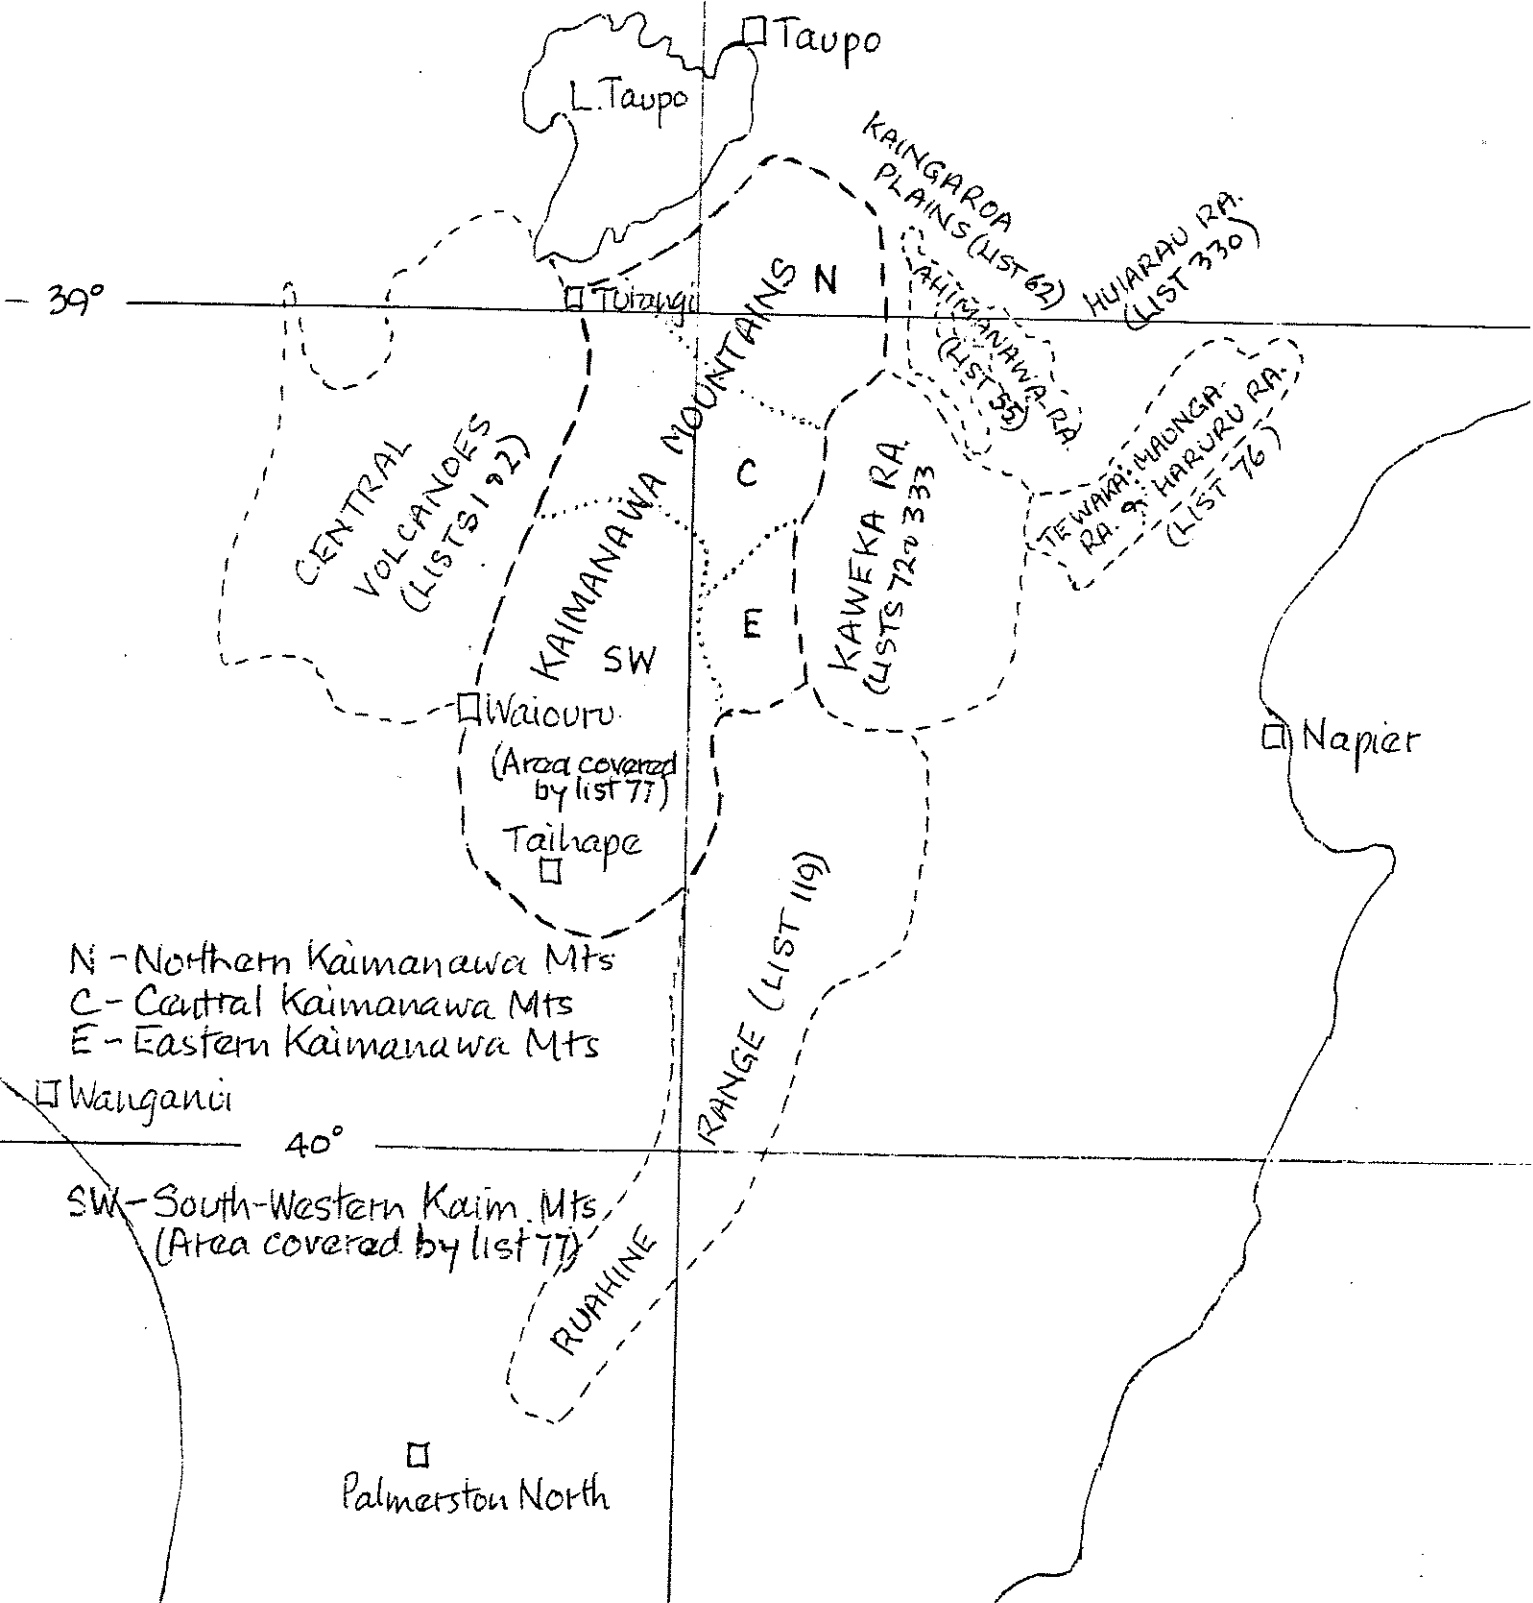 Taupo
L.Taupo
KAINGAROA
PLAINS (LIST 62)
HUIARAU RA.
(LIST 330)
- 39°
Turangi
N
AHIMANAWA RA
(LIST 55)
KAIMANAWA MOUNTAINS
CENTRAL
VOLCANOES
(LISTS 1 & 2)
C
KAWEKA RA.
(LISTS 72 & 333
TEWAKA: MAUNGA-
RA. & HARURU RA.
(LIST 76)
E
SW
Waiouru
(Area covered
by list 77)
Napier
Taihape
RUAHINE RANGE (LIST 119)
N - Northern Kaimanawa Mts
C - Central Kaimanawa Mts
E - Eastern Kaimanawa Mts
Wanganui
40°
SW - South-Western Kaim. Mts
(Area covered by list 77)
Palmerston North